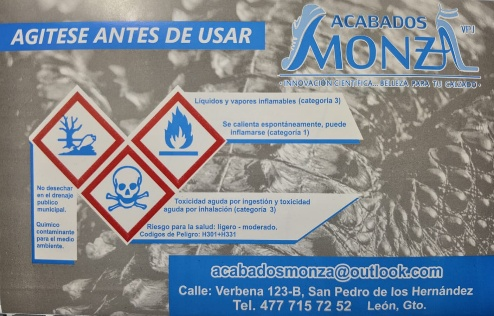 AGITESE ANTES DE USAR
ACABADOS
MONZA
VPJ
-INNOVACIÓN CIENTÍFICA... BELLEZA PARA TU CALZADO-
Líquidos y vapores inflamables (categoría 3)
Se calienta espontáneamente, puede
inflamarse (categoría 1)
No desechar
en el drenaje
publico
municipal.
Químico
contaminante
para el medio
ambiente.
Toxicidad aguda por ingestión y toxicidad
aguda por inhalación (categoría 3)
Riesgo para la salud: ligero - moderado.
Codigos de Peligro: H301+H331
acabadosmonza@outlook.com
Calle: Verbena 123-B, San Pedro de los Hernández
Tel. 477 715 72 52 León, Gto.